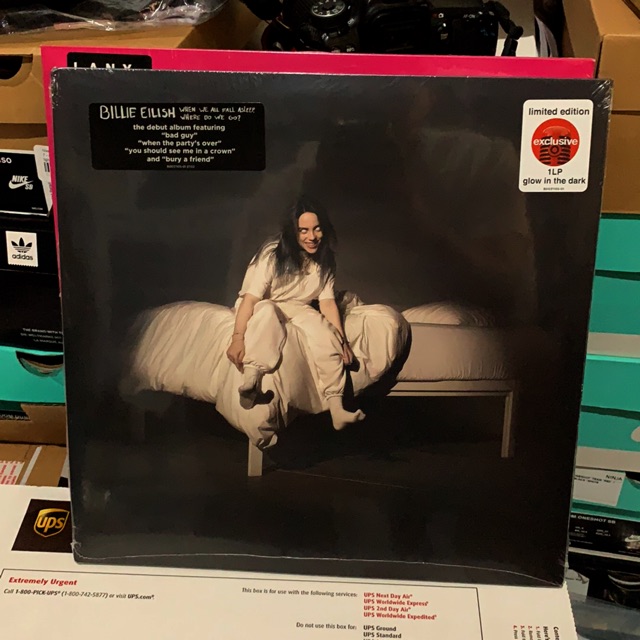 LANY
BILLIE EILISH WHEN WE ALL FALL ASLEEP
WHERE DO WE GO?
the debut album featuring
"bad guy"
"when the party's over"
"you should see me in a crown"
and "bury a friend"
limited edition
exclusive
1LP
glow in the dark
NIKE SB
adidas
ups
Extremely Urgent
Call 1-800-PICK-UPS® (1-800-742-5877) or visit UPS.com®.
This box is for use with the following services:
UPS Next Day Air®
UPS Worldwide Express®
UPS 2nd Day Air®
UPS Worldwide Expedited®
Do not use this box for:
UPS Ground
UPS Standard